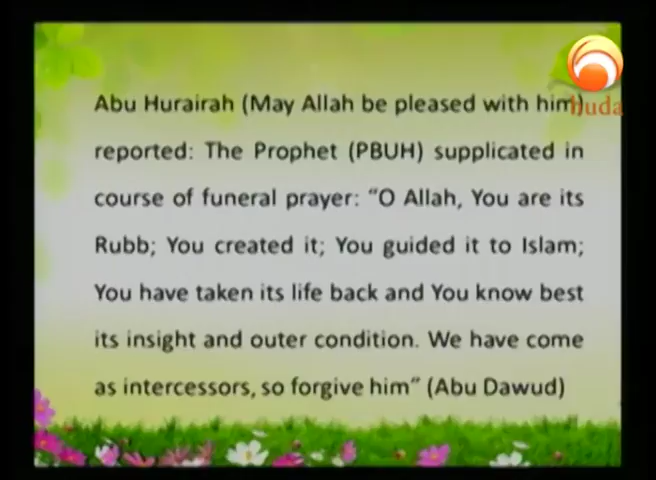 Abu Hurairah (May Allah be pleased with him)
reported: The Prophet (PBUH) supplicated in
course of funeral prayer: “O Allah, You are its
Rubb; You created it; You guided it to Islam;
You have taken its life back and You know best
its insight and outer condition. We have come
as intercessors, so forgive him” (Abu Dawud)
huda